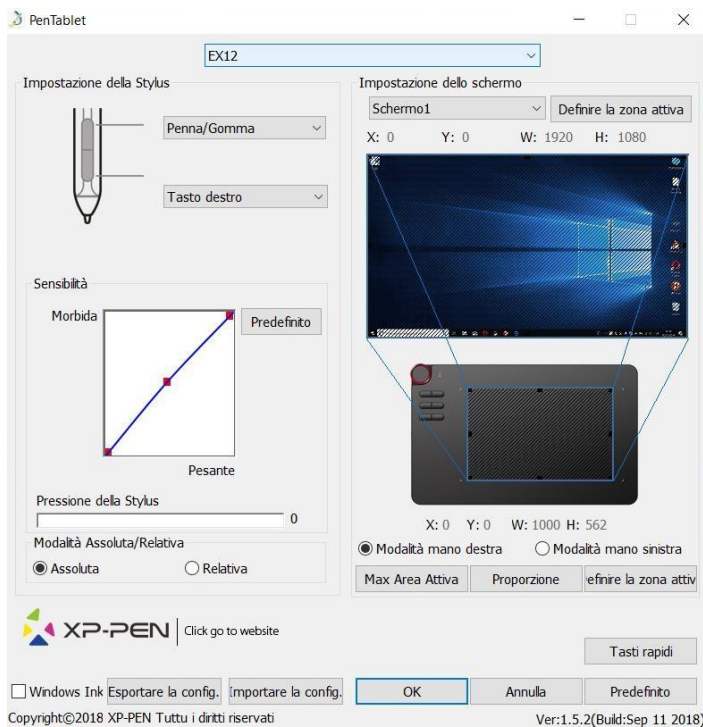 PenTablet
EX12
Impostazione della Stylus
Penna/Gomma
Tasto destro
Sensibilità
Morbida
Predefinito
Pesante
Pressione della Stylus
0
Modalità Assoluta/Relativa
Assoluta
Relativa
Impostazione dello schermo
Schermo1
Definire la zona attiva
X: 0 Y: 0 W: 1920 H: 1080
X: 0 Y: 0 W: 1000 H: 562
Modalità mano destra
Modalità mano sinistra
Max Area Attiva
Proporzione
efinire la zona attiv
XP-PEN
Click go to website
Tasti rapidi
Windows Ink
Esportare la config.
Importare la config.
OK
Annulla
Predefinito
Copyright©2018 XP-PEN Tuttu i diritti riservati
Ver:1.5.2(Build:Sep 11 2018)